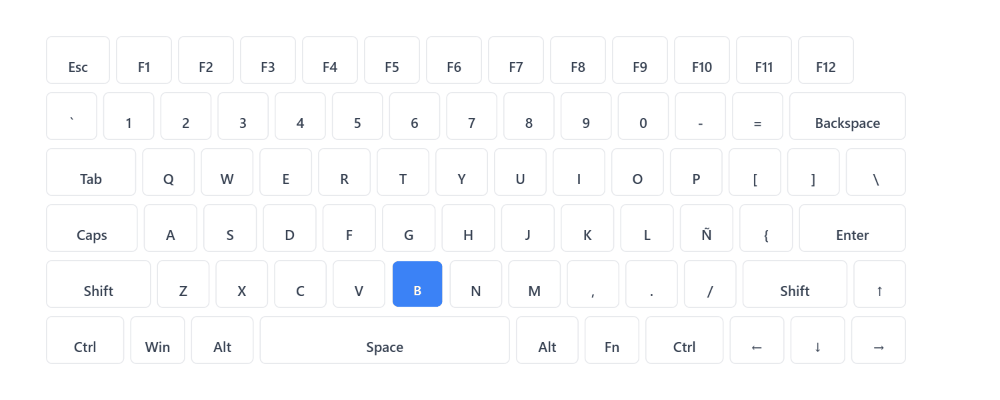 Esc F1 F2 F3 F4 F5 F6 F7 F8 F9 F10 F11 F12
` 1 2 3 4 5 6 7 8 9 0 - = Backspace
Tab Q W E R T Y U I O P [ ] \
Caps A S D F G H J K L Ñ { Enter
Shift Z X C V B N M , . / Shift ↑
Ctrl Win Alt Space Alt Fn Ctrl ← ↓ →